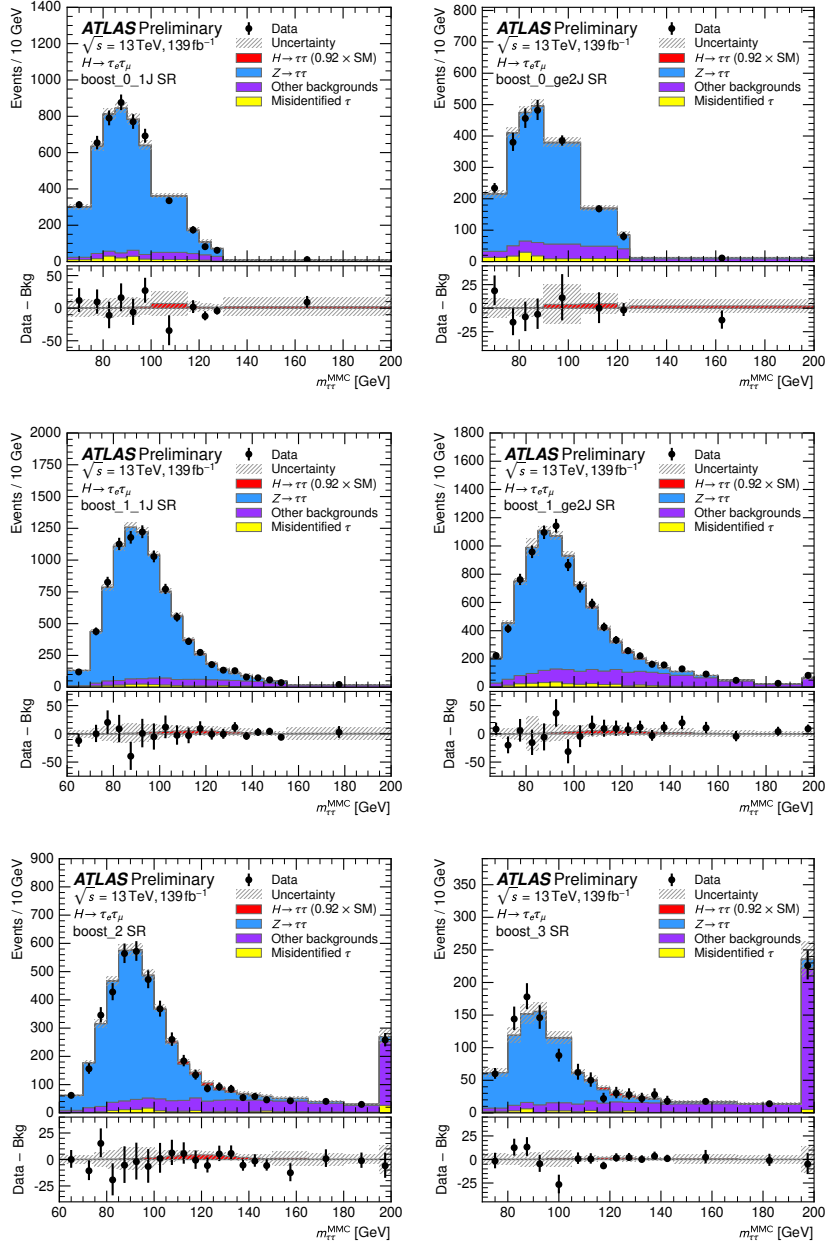 ATLAS Preliminary
√s = 13 TeV, 139 fb⁻¹
H → τₑτμ
boost_0_1J SR
Data
Uncertainty
H → ττ (0.92 × SM)
Z → ττ
Other backgrounds
Misidentified τ
Events / 10 GeV
1400
1200
1000
800
600
400
200
0
Data − Bkg
50
0
−50
80 100 120 140 160 180 200
m^MMC_ττ [GeV]
ATLAS Preliminary
√s = 13 TeV, 139 fb⁻¹
H → τₑτμ
boost_0_ge2J SR
Data
Uncertainty
H → ττ (0.92 × SM)
Z → ττ
Other backgrounds
Misidentified τ
Events / 10 GeV
800
700
600
500
400
300
200
100
0
Data − Bkg
25
0
−25
80 100 120 140 160 180 200
m^MMC_ττ [GeV]
ATLAS Preliminary
√s = 13 TeV, 139 fb⁻¹
H → τₑτμ
boost_1_1J SR
Data
Uncertainty
H → ττ (0.92 × SM)
Z → ττ
Other backgrounds
Misidentified τ
Events / 10 GeV
2000
1750
1500
1250
1000
750
500
250
0
Data − Bkg
50
0
−50
60 80 100 120 140 160 180 200
m^MMC_ττ [GeV]
ATLAS Preliminary
√s = 13 TeV, 139 fb⁻¹
H → τₑτμ
boost_1_ge2J SR
Data
Uncertainty
H → ττ (0.92 × SM)
Z → ττ
Other backgrounds
Misidentified τ
Events / 10 GeV
1800
1600
1400
1200
1000
800
600
400
200
0
Data − Bkg
50
0
−50
80 100 120 140 160 180 200
m^MMC_ττ [GeV]
ATLAS Preliminary
√s = 13 TeV, 139 fb⁻¹
H → τₑτμ
boost_2 SR
Data
Uncertainty
H → ττ (0.92 × SM)
Z → ττ
Other backgrounds
Misidentified τ
Events / 10 GeV
900
800
700
600
500
400
300
200
100
0
Data − Bkg
25
0
−25
60 80 100 120 140 160 180 200
m^MMC_ττ [GeV]
ATLAS Preliminary
√s = 13 TeV, 139 fb⁻¹
H → τₑτμ
boost_3 SR
Data
Uncertainty
H → ττ (0.92 × SM)
Z → ττ
Other backgrounds
Misidentified τ
Events / 10 GeV
350
300
250
200
150
100
50
0
Data − Bkg
25
0
−25
80 100 120 140 160 180 200
m^MMC_ττ [GeV]